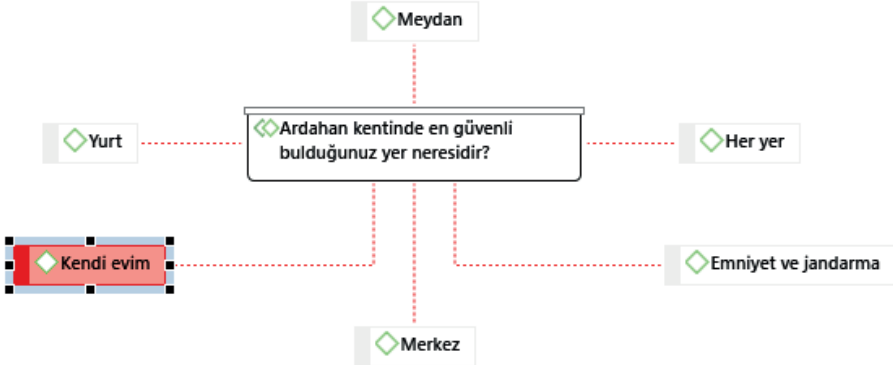 Meydan
Ardahan kentinde en güvenli
bulduğunuz yer neresidir?
Yurt
Her yer
Kendi evim
Emniyet ve jandarma
Merkez